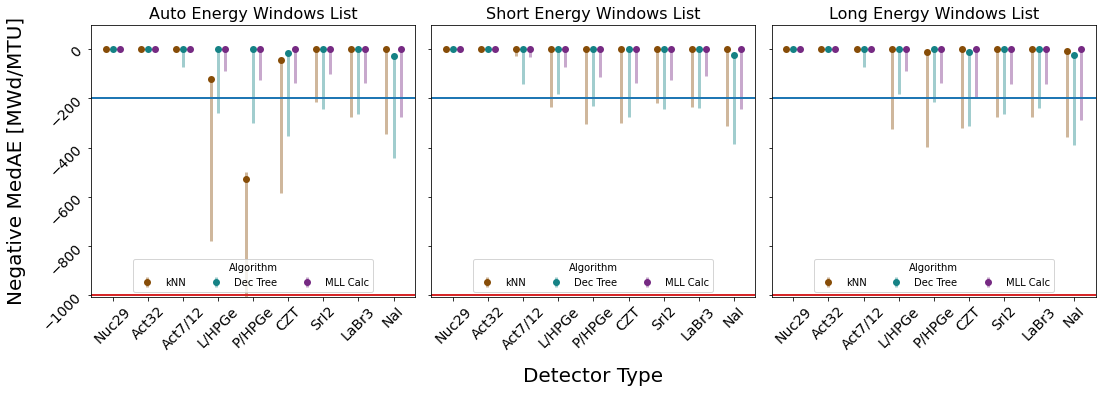 Auto Energy Windows List
Short Energy Windows List
Long Energy Windows List
Negative MedAE [MWd/MTU]
0
−200
−400
−600
−800
−1000
Algorithm
kNN Dec Tree MLL Calc
Algorithm
kNN Dec Tree MLL Calc
Algorithm
kNN Dec Tree MLL Calc
Nuc29 Act32 Act7/12 L/HPGe P/HPGe CZT SrI2 LaBr3 NaI
Nuc29 Act32 Act7/12 L/HPGe P/HPGe CZT SrI2 LaBr3 NaI
Nuc29 Act32 Act7/12 L/HPGe P/HPGe CZT SrI2 LaBr3 NaI
Detector Type